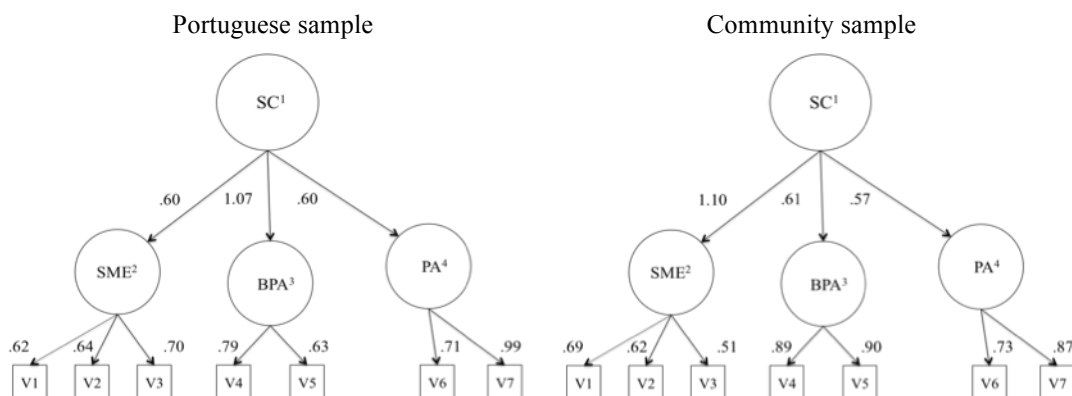 Portuguese sample
Community sample
SC¹
.60 1.07 .60
SME² BPA³ PA⁴
.62 .64 .70 .79 .63 .71 .99
V1 V2 V3 V4 V5 V6 V7
SC¹
1.10 .61 .57
SME² BPA³ PA⁴
.69 .62 .51 .89 .90 .73 .87
V1 V2 V3 V4 V5 V6 V7